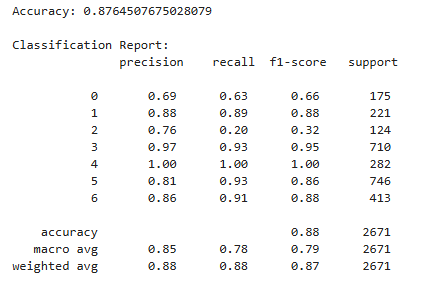 Accuracy: 0.8764507675028079
Classification Report:
precision recall f1-score support
0 0.69 0.63 0.66 175
1 0.88 0.89 0.88 221
2 0.76 0.20 0.32 124
3 0.97 0.93 0.95 710
4 1.00 1.00 1.00 282
5 0.81 0.93 0.86 746
6 0.86 0.91 0.88 413
accuracy 0.88 2671
macro avg 0.85 0.78 0.79 2671
weighted avg 0.88 0.88 0.87 2671